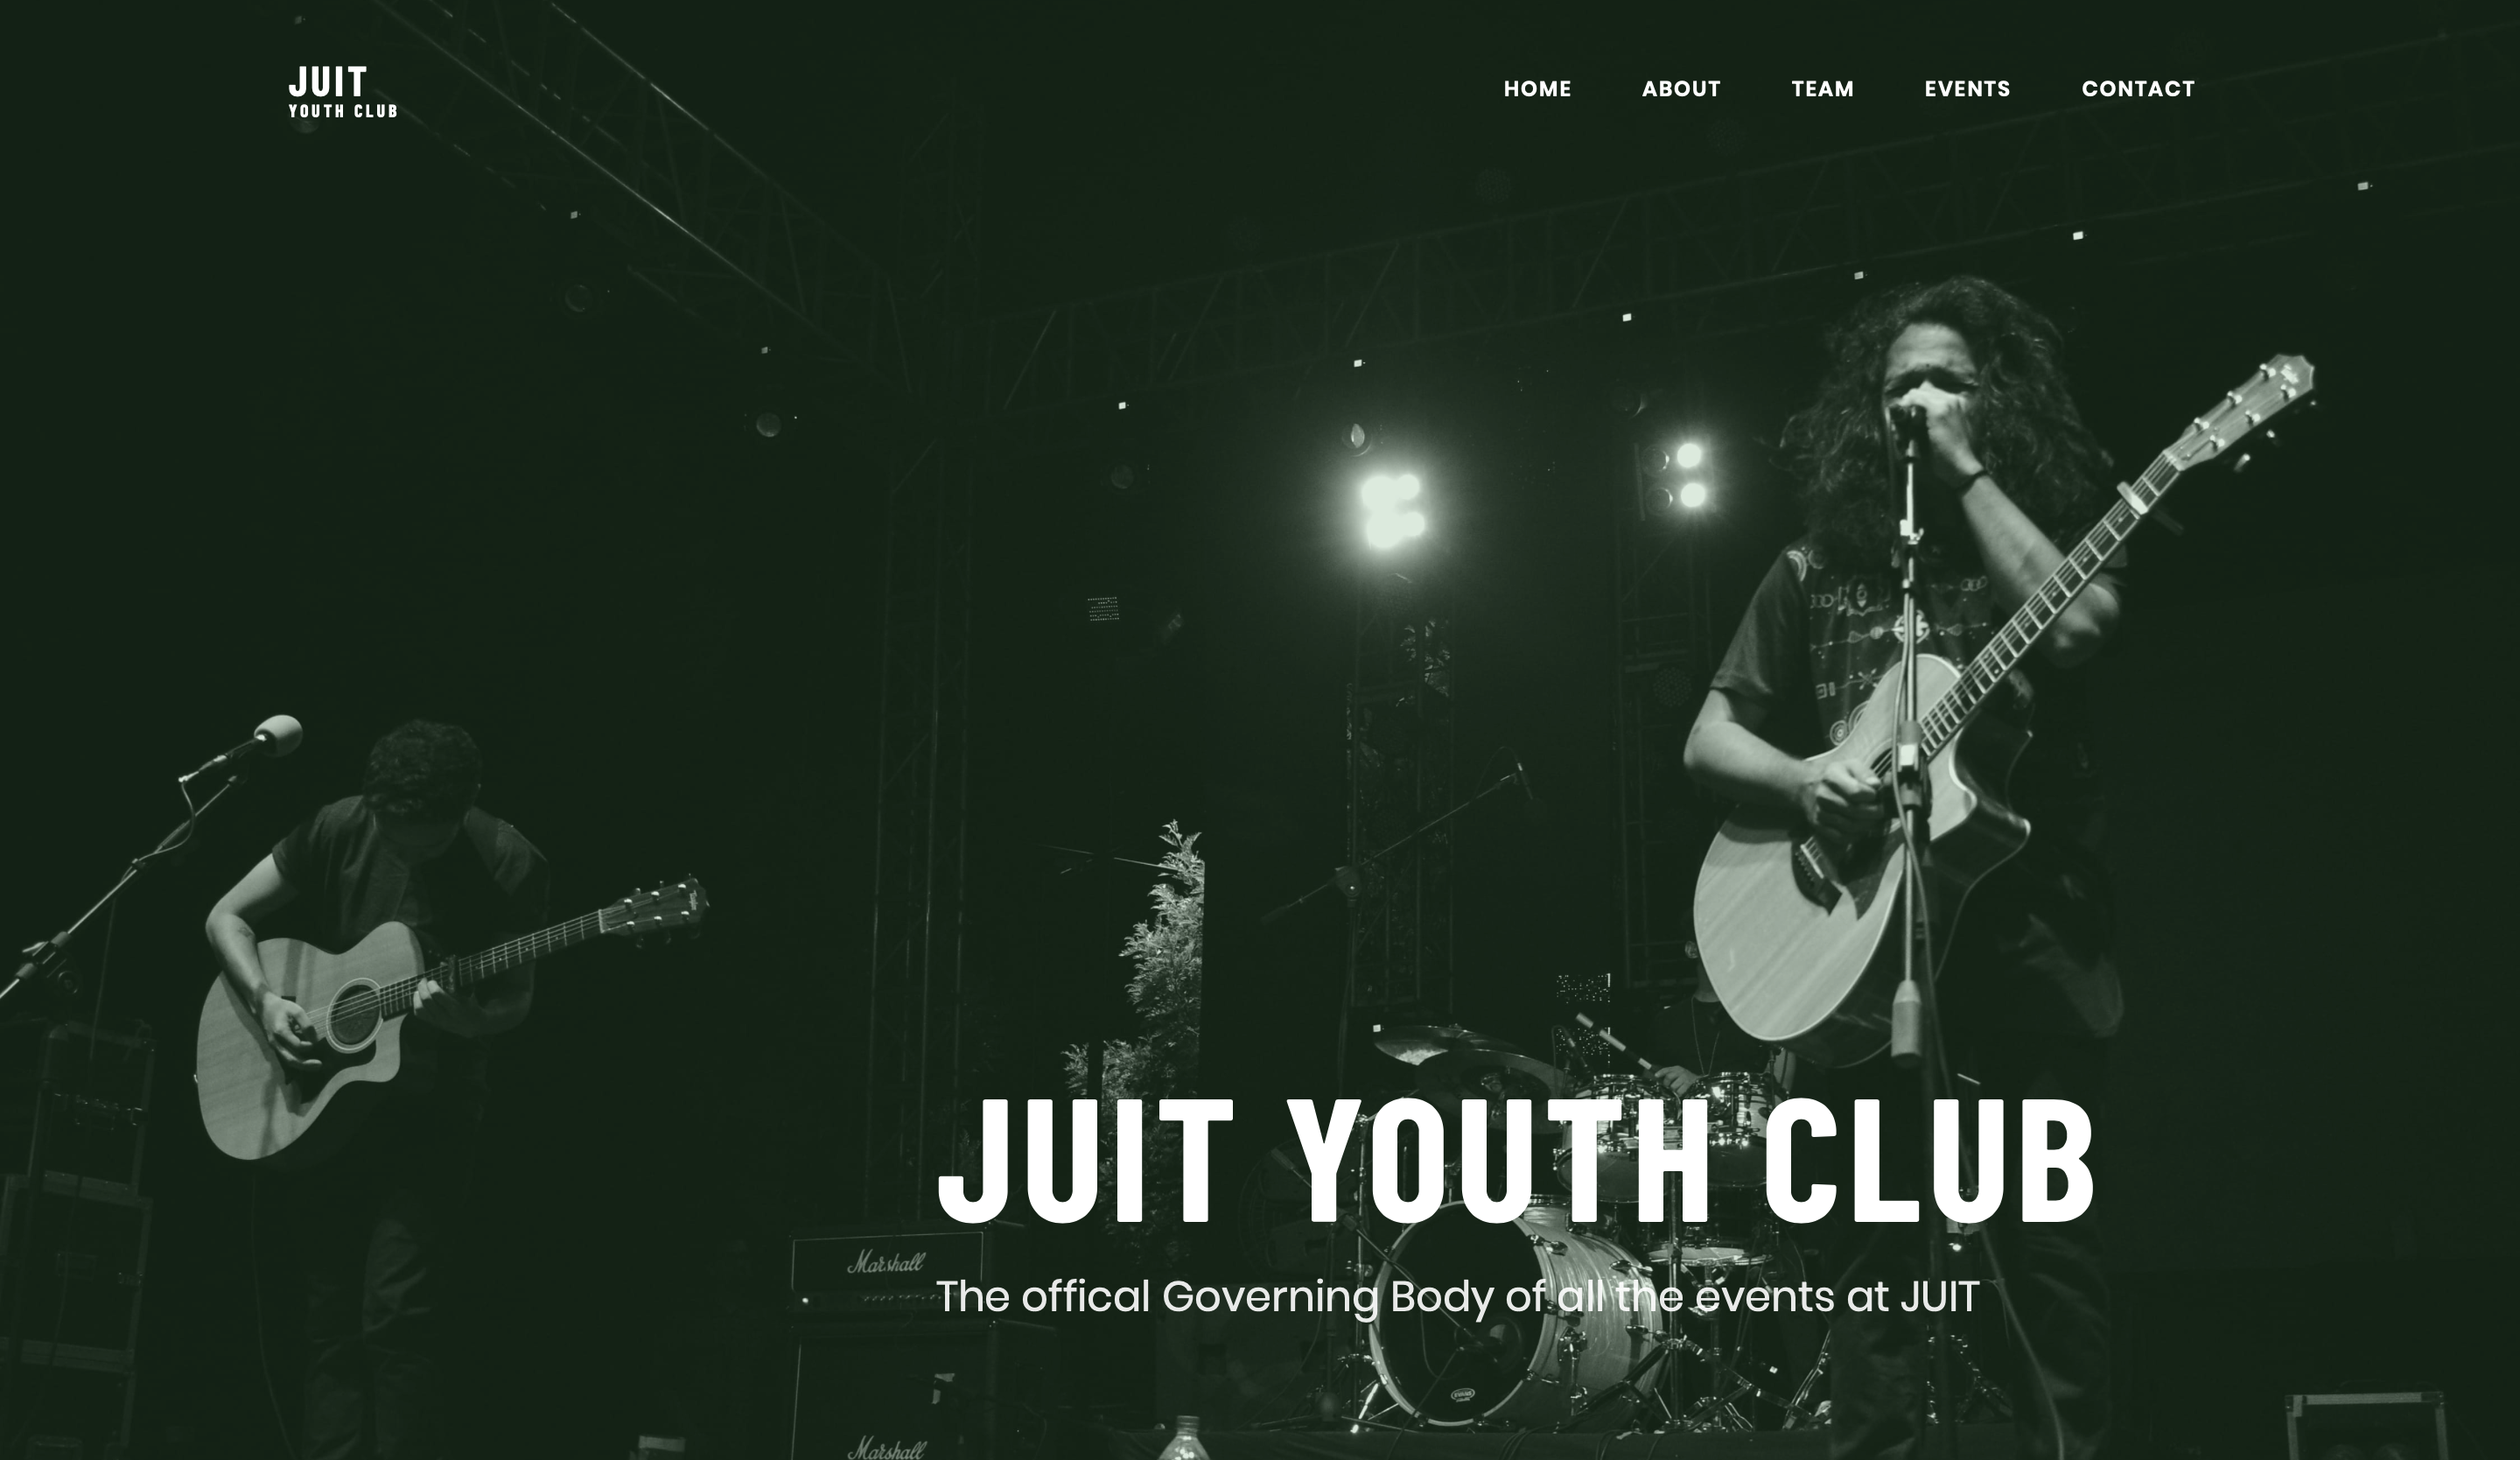 JUIT
YOUTH CLUB
HOME ABOUT TEAM EVENTS CONTACT
JUIT YOUTH CLUB
Marshall
The offical Governing Body of all the events at JUIT
Marshall